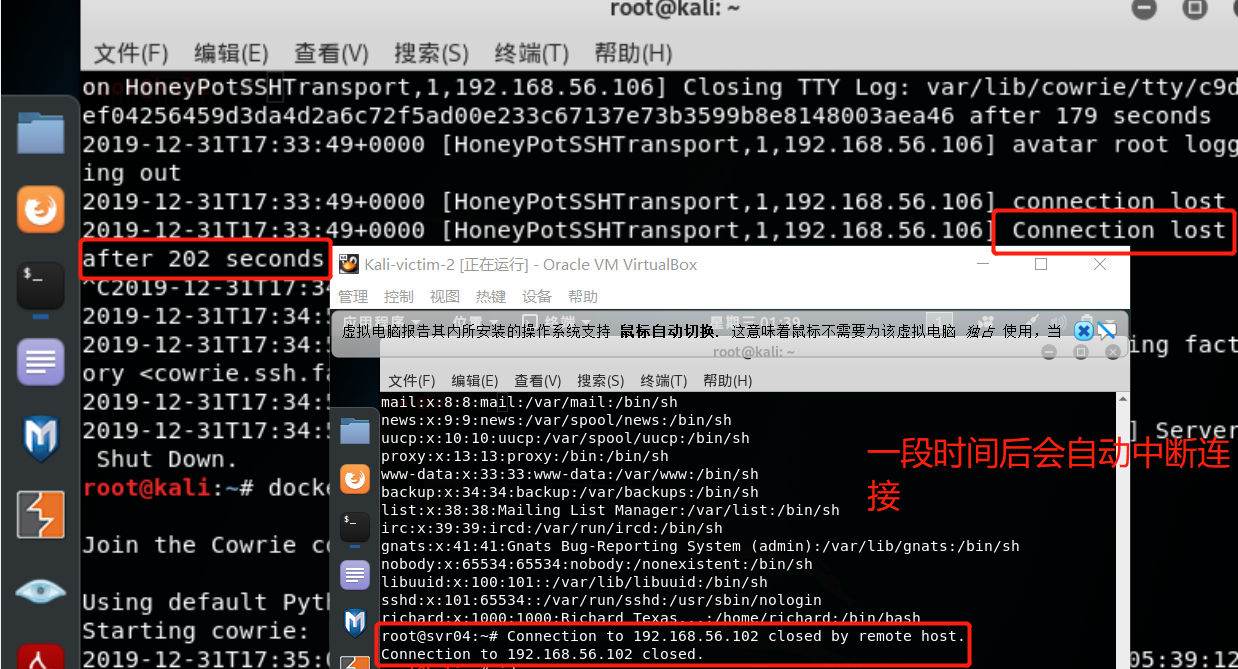 root@kali: ~
文件(F) 编辑(E) 查看(V) 搜索(S) 终端(T) 帮助(H)
on HoneyPotSSHTransport,1,192.168.56.106] Closing TTY Log: var/lib/cowrie/tty/c9d
ef04256459d3da4d2a6c72f5ad00e233c67137e73b3599b8e8148003aea46 after 179 seconds
2019-12-31T17:33:49+0000 [HoneyPotSSHTransport,1,192.168.56.106] avatar root logg
ing out
2019-12-31T17:33:49+0000 [HoneyPotSSHTransport,1,192.168.56.106] connection lost
2019-12-31T17:33:49+0000 [HoneyPotSSHTransport,1,192.168.56.106] Connection lost
after 202 seconds
^C2019-12-31T17:34
2019-12-31T17:34:
2019-12-31T17:34: ing fact
ory <cowrie.ssh.fa
2019-12-31T17:34:
2019-12-31T17:34: ] Server
Shut Down.
root@kali:~# docke
Join the Cowrie co
Using default Pyth
Starting cowrie:
2019-12-31T17:35:0 05:39:12
Kali-victim-2 [正在运行] - Oracle VM VirtualBox
管理 控制 视图 热键 设备 帮助
应用程序 位置 终端 星期三 01:39 1
虚拟电脑报告其内所安装的操作系统支持 鼠标自动切换. 这意味着鼠标不需要为该虚拟电脑 独占 使用，当
root@kali: ~
文件(F) 编辑(E) 查看(V) 搜索(S) 终端(T) 帮助(H)
mail:x:8:8:mail:/var/mail:/bin/sh
news:x:9:9:news:/var/spool/news:/bin/sh
uucp:x:10:10:uucp:/var/spool/uucp:/bin/sh
proxy:x:13:13:proxy:/bin:/bin/sh
www-data:x:33:33:www-data:/var/www:/bin/sh
backup:x:34:34:backup:/var/backups:/bin/sh
list:x:38:38:Mailing List Manager:/var/list:/bin/sh
irc:x:39:39:ircd:/var/run/ircd:/bin/sh
gnats:x:41:41:Gnats Bug-Reporting System (admin):/var/lib/gnats:/bin/sh
nobody:x:65534:65534:nobody:/nonexistent:/bin/sh
libuuid:x:100:101::/var/lib/libuuid:/bin/sh
sshd:x:101:65534::/var/run/sshd:/usr/sbin/nologin
richard:x:1000:1000:Richard Texas,,,:/home/richard:/bin/bash
root@svr04:~# Connection to 192.168.56.102 closed by remote host.
Connection to 192.168.56.102 closed.
一段时间后会自动中断连
接